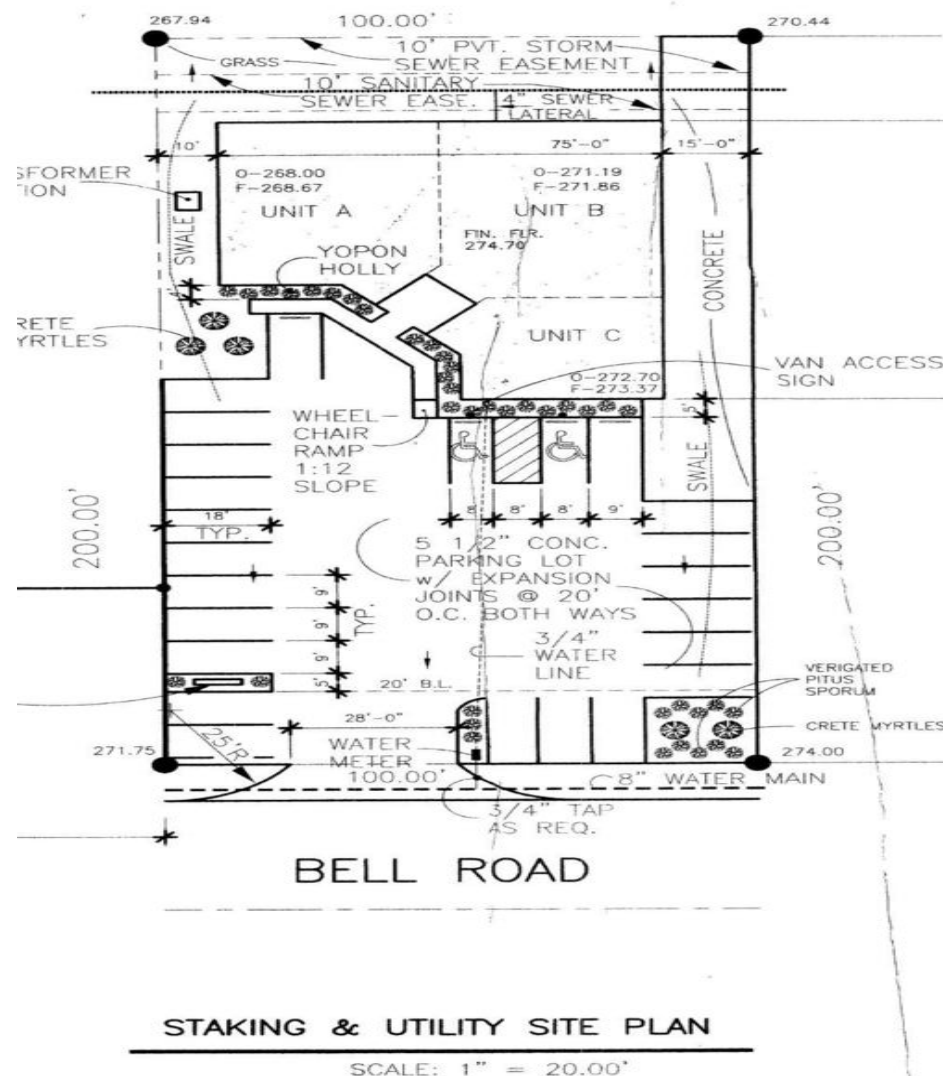 267.94
100.00'
270.44
GRASS
10' PVT. STORM
SEWER EASEMENT
10' SANITARY
SEWER EASE.
4" SEWER
LATERAL
10'
75'-0"
15'-0"
SFORMER
ION
0-268.00
F-268.67
UNIT A
0-271.19
F-271.86
UNIT B
FIN. FLR.
274.70
SWALE
YOPON
HOLLY
CONCRETE
4'
RETE
YRTLES
UNIT C
0-272.70
F-273.37
VAN ACCESS
SIGN
WHEEL-
CHAIR
RAMP
1:12
SLOPE
5'
SWALE
200.00'
18'
TYP.
8'
8'
8'
9'
200.00'
5 1/2" CONC.
PARKING LOT
w/ EXPANSION
JOINTS @ 20'
O.C. BOTH WAYS
9'
9'
TYP.
9'
5'
3/4"
WATER
LINE
20' B.L.
VERIGATED
PITUS
SPORUM
28'-0"
25'R
CRETE MYRTLES
271.75
WATER
METER
274.00
100.00'
8" WATER MAIN
3/4" TAP
AS REQ.
BELL ROAD
STAKING & UTILITY SITE PLAN
SCALE: 1" = 20.00'